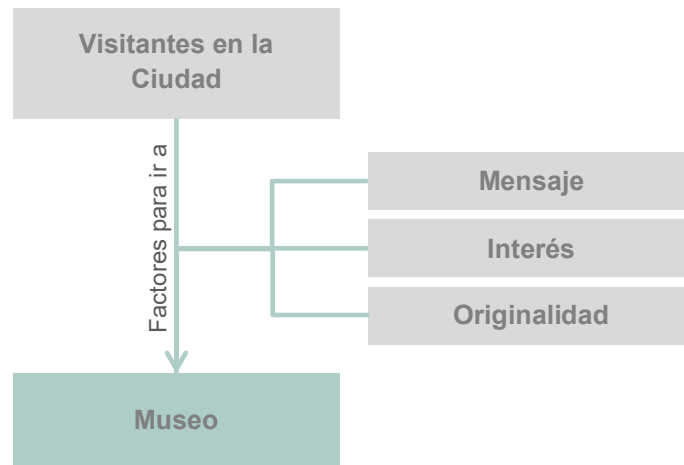 Visitantes en la
Ciudad
Factores para ir a
Mensaje
Interés
Originalidad
Museo